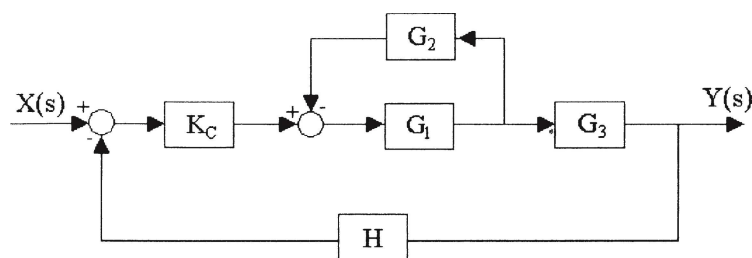 G₂
X(s)
+
-
K_C
+
-
G₁
G₃
Y(s)
H